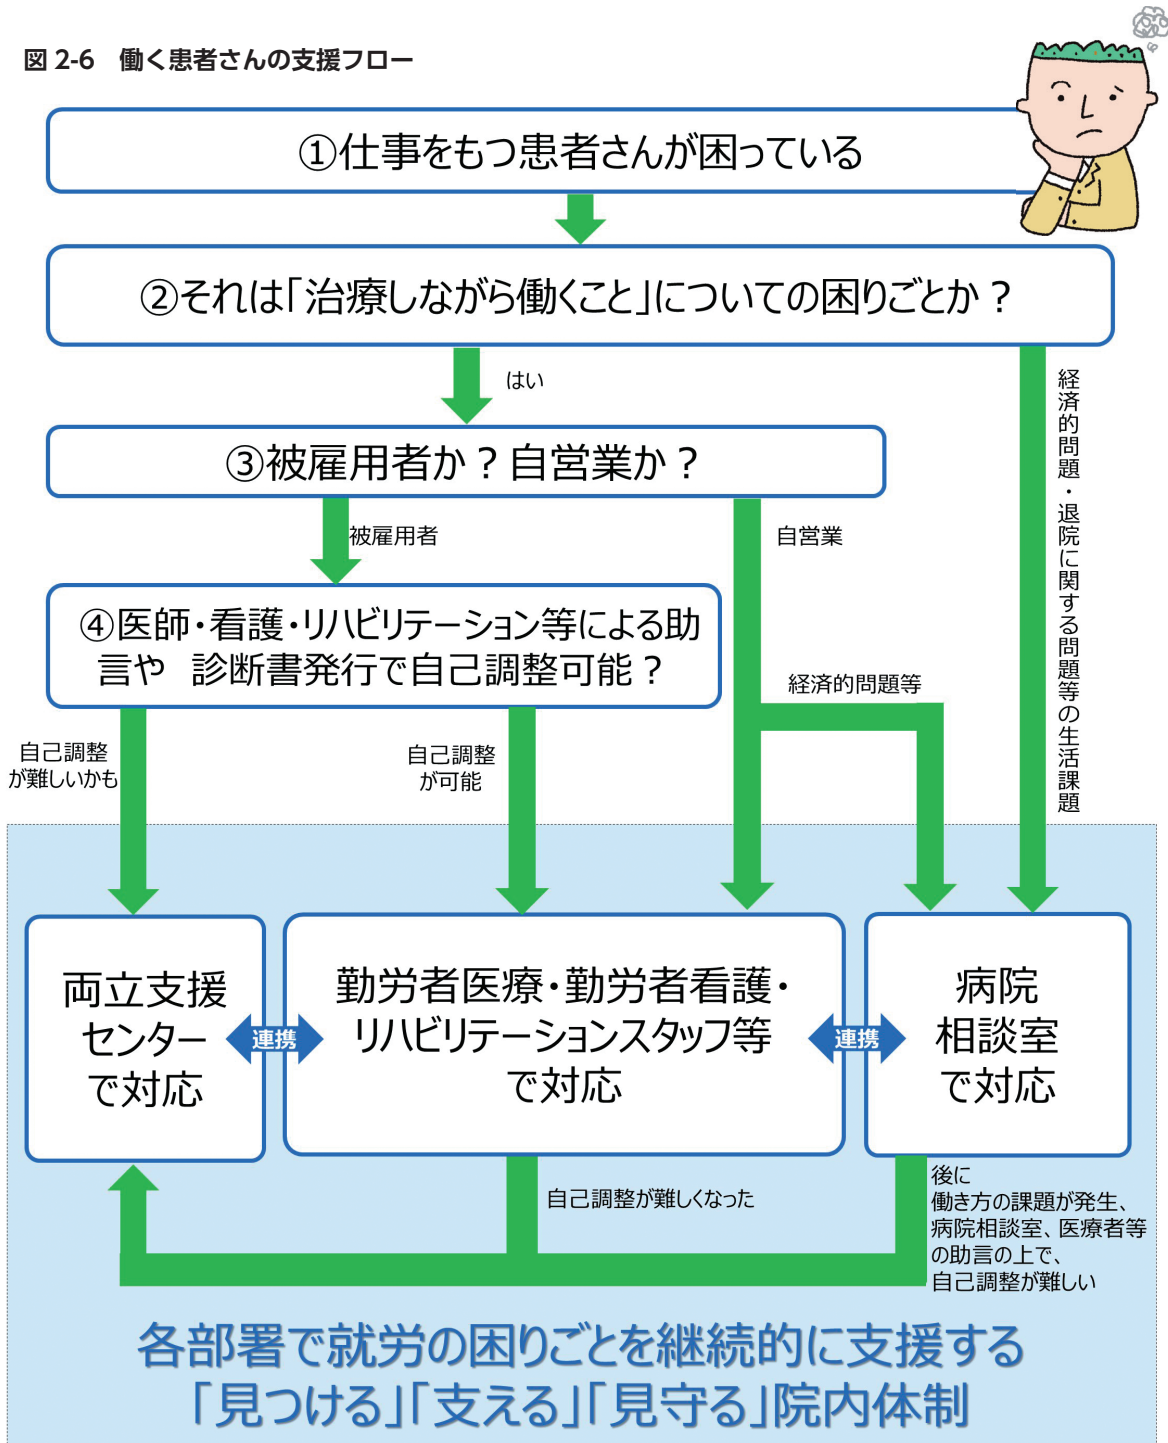 図 2-6　働く患者さんの支援フロー
①仕事をもつ患者さんが困っている
②それは「治療しながら働くこと」についての困りごとか？
はい
経済的問題・退院に関する問題等の生活課題
③被雇用者か？自営業か？
被雇用者
自営業
④医師・看護・リハビリテーション等による助
言や　診断書発行で自己調整可能？
経済的問題等
自己調整
が難しいかも
自己調整
が可能
両立支援
センター
で対応
連携
勤労者医療・勤労者看護・
リハビリテーションスタッフ等
で対応
連携
病院
相談室
で対応
自己調整が難しくなった
後に
働き方の課題が発生、
病院相談室、医療者等
の助言の上で、
自己調整が難しい
各部署で就労の困りごとを継続的に支援する
「見つける」「支える」「見守る」院内体制